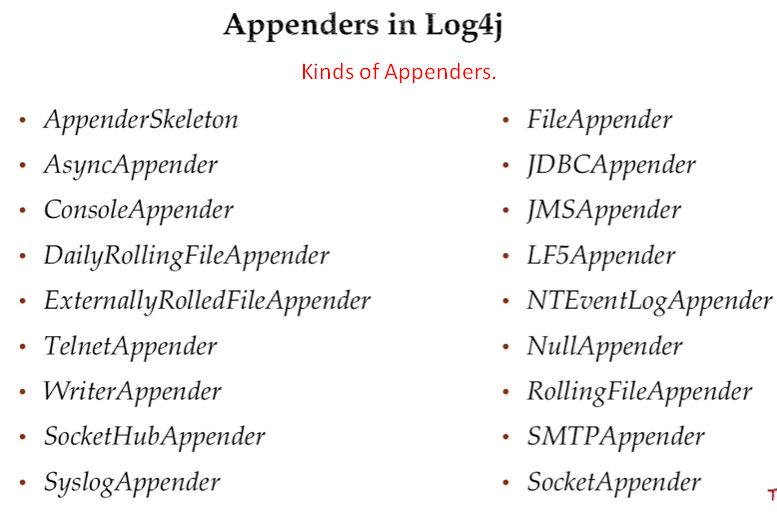 Appenders in Log4j
Kinds of Appenders.
• AppenderSkeleton
• AsyncAppender
• ConsoleAppender
• DailyRollingFileAppender
• ExternallyRolledFileAppender
• TelnetAppender
• WriterAppender
• SocketHubAppender
• SyslogAppender
• FileAppender
• JDBCAppender
• JMSAppender
• LF5Appender
• NTEventLogAppender
• NullAppender
• RollingFileAppender
• SMTPAppender
• SocketAppender